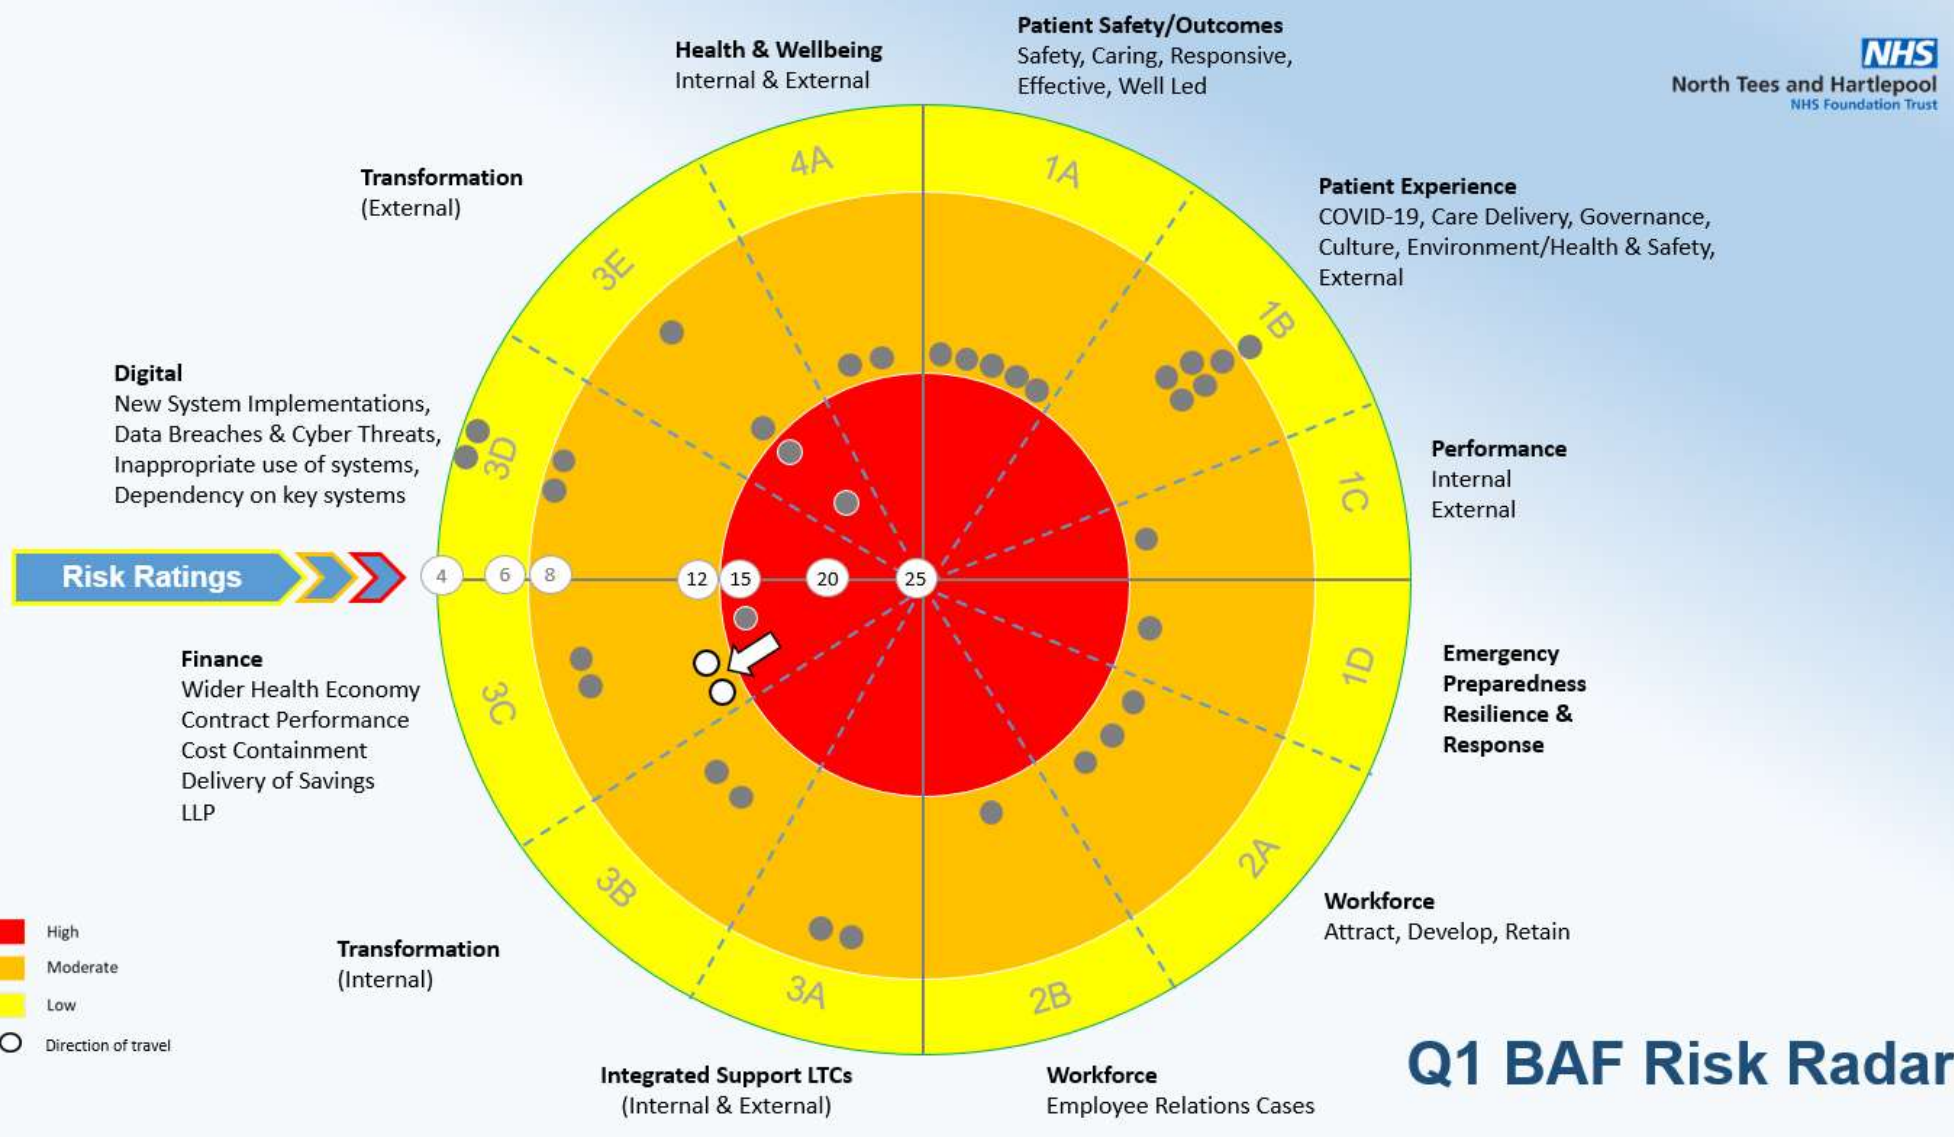 Patient Safety/Outcomes
Safety, Caring, Responsive,
Effective, Well Led
Health & Wellbeing
Internal & External
NHS
North Tees and Hartlepool
NHS Foundation Trust
Transformation
(External)
Patient Experience
COVID-19, Care Delivery, Governance,
Culture, Environment/Health & Safety,
External
4A
1A
3E
1B
Digital
New System Implementations,
Data Breaches & Cyber Threats,
Inappropriate use of systems,
Dependency on key systems
3D
1C
Performance
Internal
External
Risk Ratings
4
6
8
12
15
20
25
Finance
Wider Health Economy
Contract Performance
Cost Containment
Delivery of Savings
LLP
3C
1D
Emergency
Preparedness
Resilience &
Response
3B
2A
Workforce
Attract, Develop, Retain
High
Moderate
Low
Direction of travel
Transformation
(Internal)
3A
2B
Integrated Support LTCs
(Internal & External)
Workforce
Employee Relations Cases
Q1 BAF Risk Radar